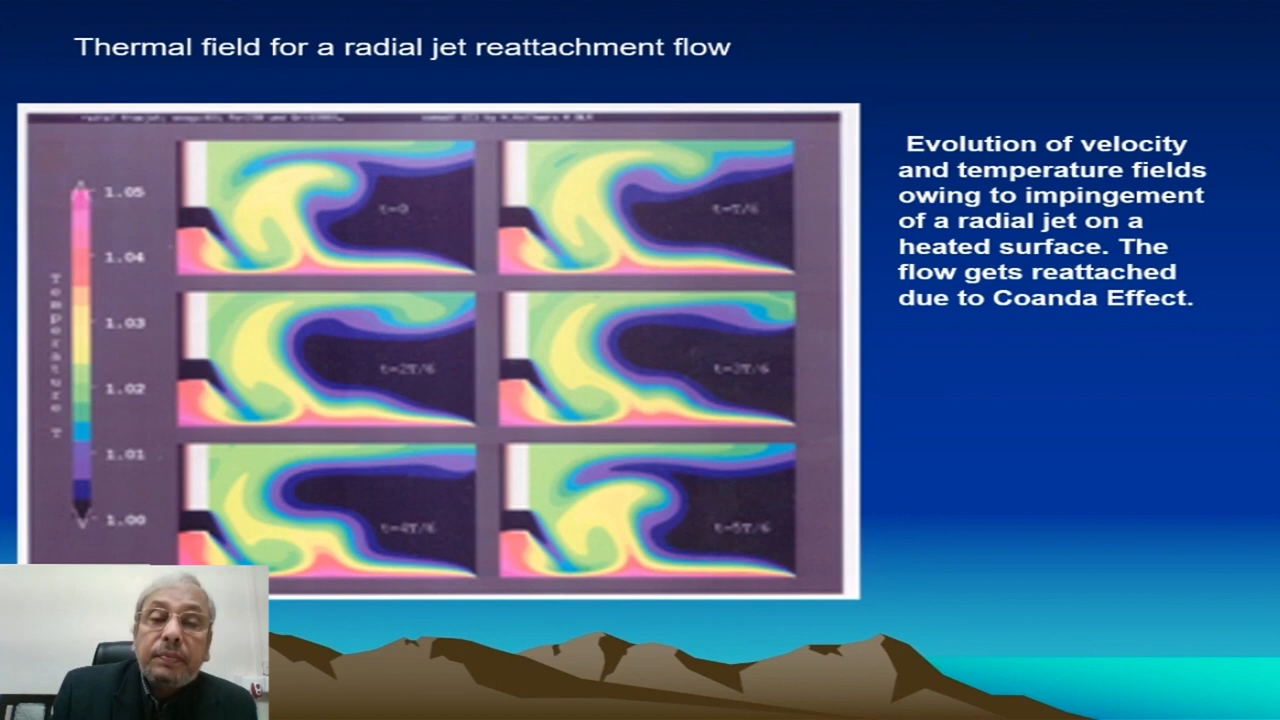 Thermal field for a radial jet reattachment flow
Evolution of velocity
and temperature fields
owing to impingement
of a radial jet on a
heated surface. The
flow gets reattached
due to Coanda Effect.
1.05
1.04
1.03
1.02
1.01
1.00
Temperature T
t=0
t=T/6
t=2T/6
t=3T/6
t=4T/6
t=5T/6